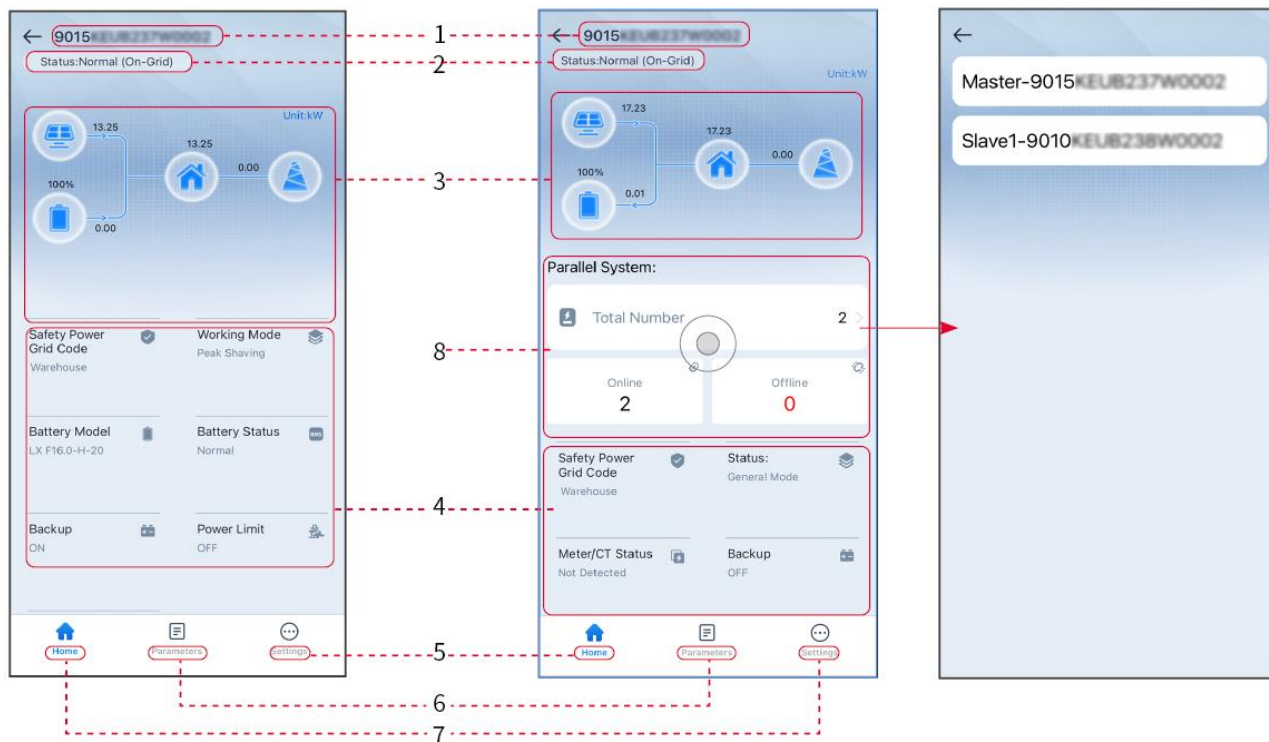 9015
Status:Normal (On-Grid)
Unit:kW
13.25
13.25
0.00
100%
0.00
Safety Power
Grid Code
Warehouse
Working Mode
Peak Shaving
Battery Model
LX F16.0-H-20
Battery Status
Normal
BMS
Backup
ON
Power Limit
OFF
Home
Parameters
Settings
1
2
3
8
4
5
6
7
9015
Status:Normal (On-Grid)
Unit:kW
17.23
17.23
0.00
100%
0.01
Parallel System:
Total Number
2
Online
2
Offline
0
Safety Power
Grid Code
Warehouse
Status:
General Mode
Meter/CT Status
Not Detected
Backup
OFF
Home
Parameters
Settings
Master-9015KEUB237W0002
Slave1-9010KEUB238W0002